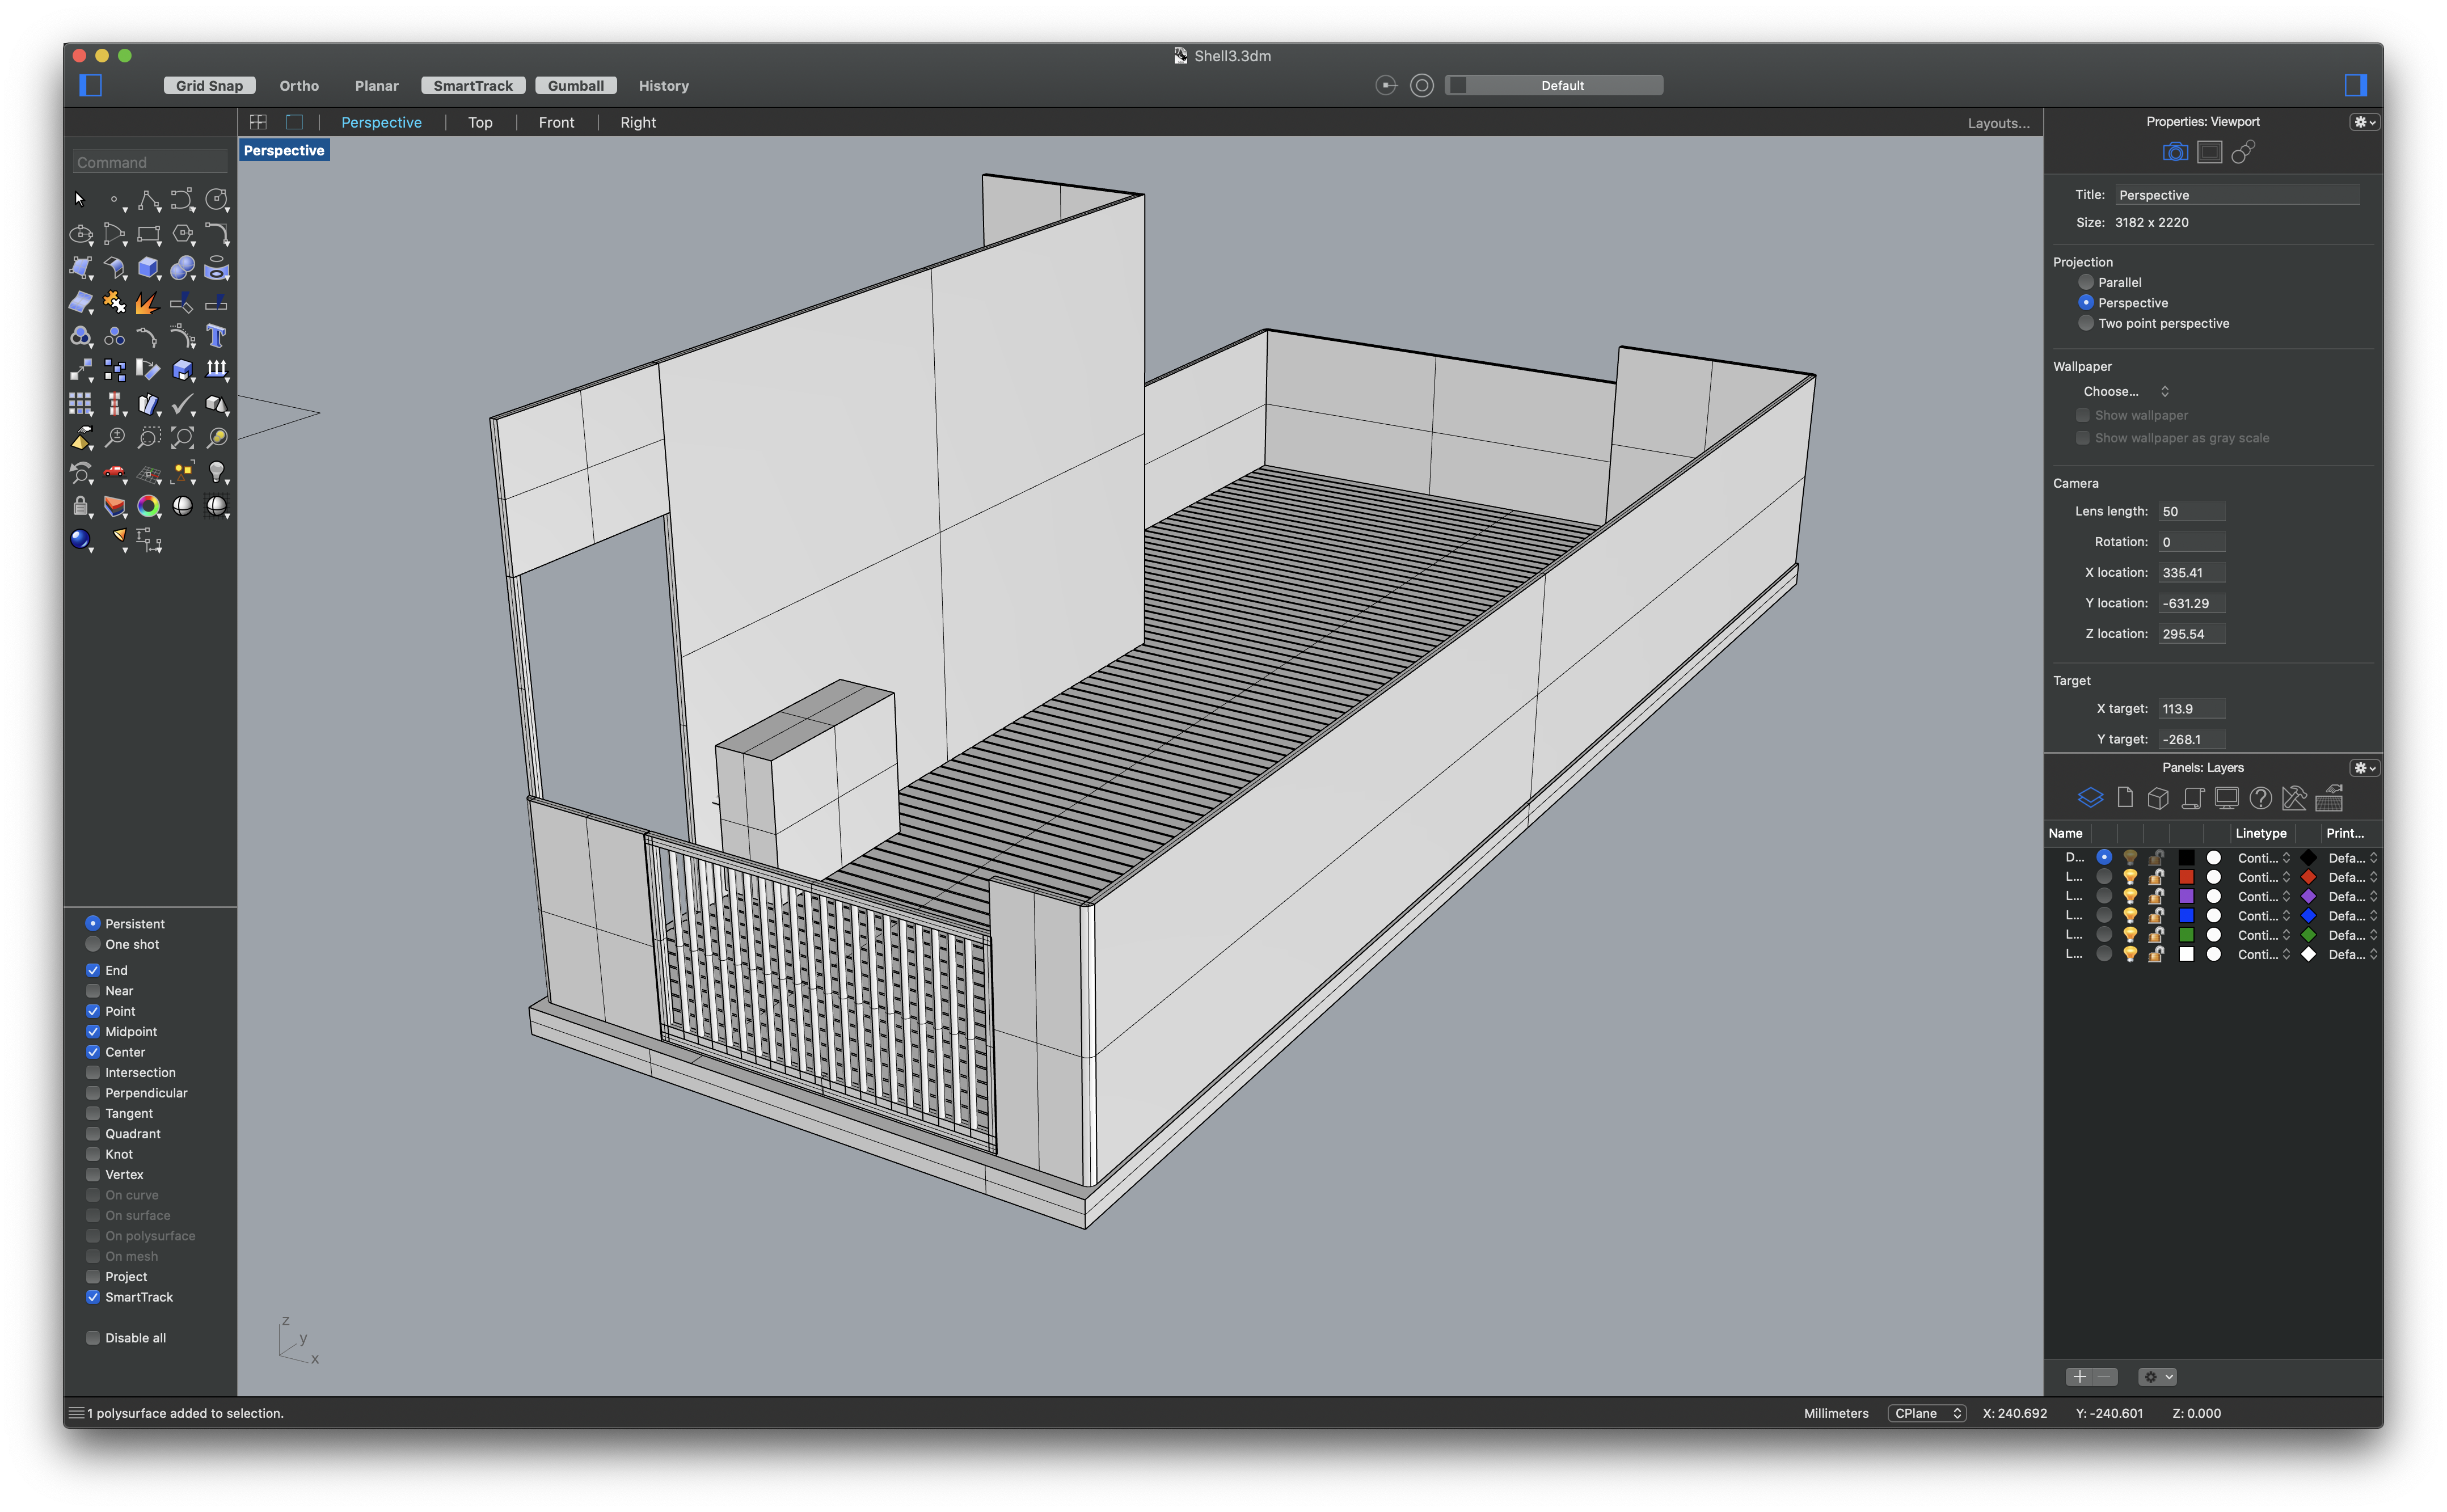 Shell3.3dm
Grid Snap Ortho Planar SmartTrack Gumball History Default
Perspective Top Front Right Layouts...
Command
Perspective
Persistent
One shot
End
Near
Point
Midpoint
Center
Intersection
Perpendicular
Tangent
Quadrant
Knot
Vertex
On curve
On surface
On polysurface
On mesh
Project
SmartTrack
Disable all
z
y
x
Properties: Viewport
Title: Perspective
Size: 3182 x 2220
Projection
Parallel
Perspective
Two point perspective
Wallpaper
Choose...
Show wallpaper
Show wallpaper as gray scale
Camera
Lens length: 50
Rotation: 0
X location: 335.41
Y location: -631.29
Z location: 295.54
Target
X target: 113.9
Y target: -268.1
Panels: Layers
Name Linetype Print...
D... Conti... Defa...
L... Conti... Defa...
L... Conti... Defa...
L... Conti... Defa...
L... Conti... Defa...
L... Conti... Defa...
1 polysurface added to selection. Millimeters CPlane X: 240.692 Y: -240.601 Z: 0.000